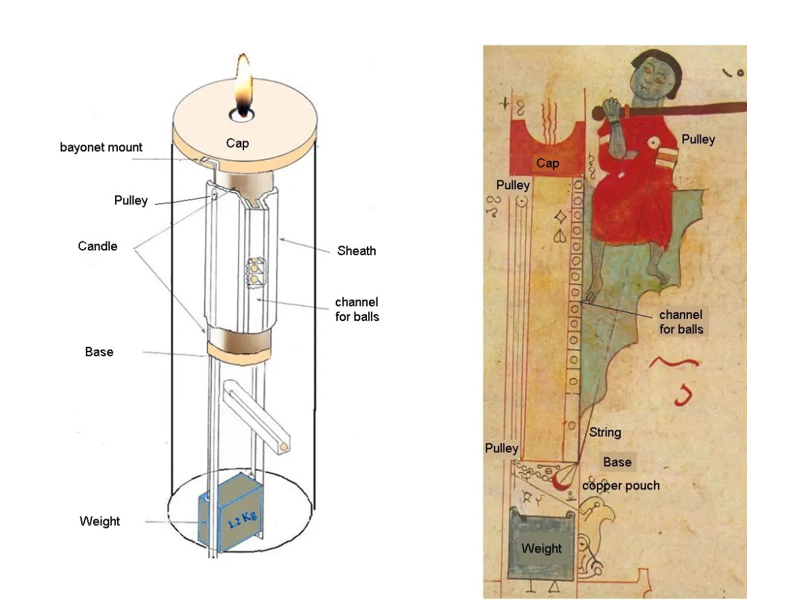 Cap
bayonet mount
Pulley
Candle
Sheath
channel
for balls
Base
Weight
1.2 Kg
Pulley
Cap
Pulley
channel
for balls
String
Pulley
Base
copper pouch
Weight